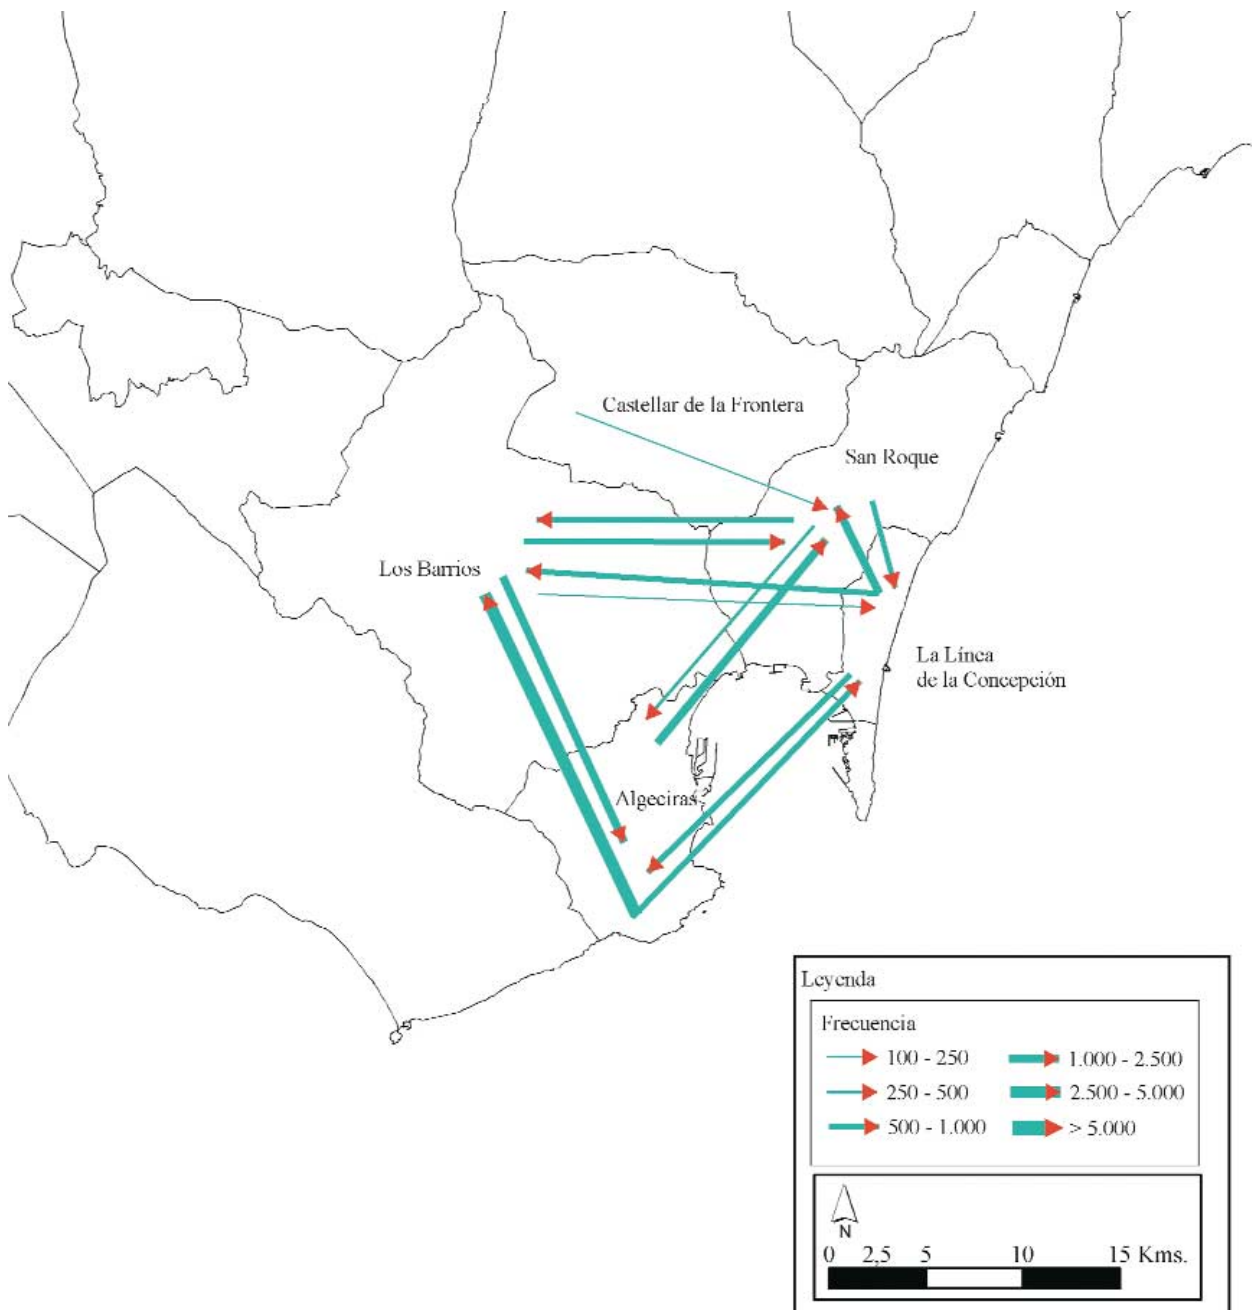 Castellar de la Frontera
San Roque
Los Barrios
La Línea
de la Concepción
Algeciras
Leyenda
Frecuencia
100 - 250
250 - 500
500 - 1.000
1.000 - 2.500
2.500 - 5.000
> 5.000
N
0 2,5 5 10 15 Kms.